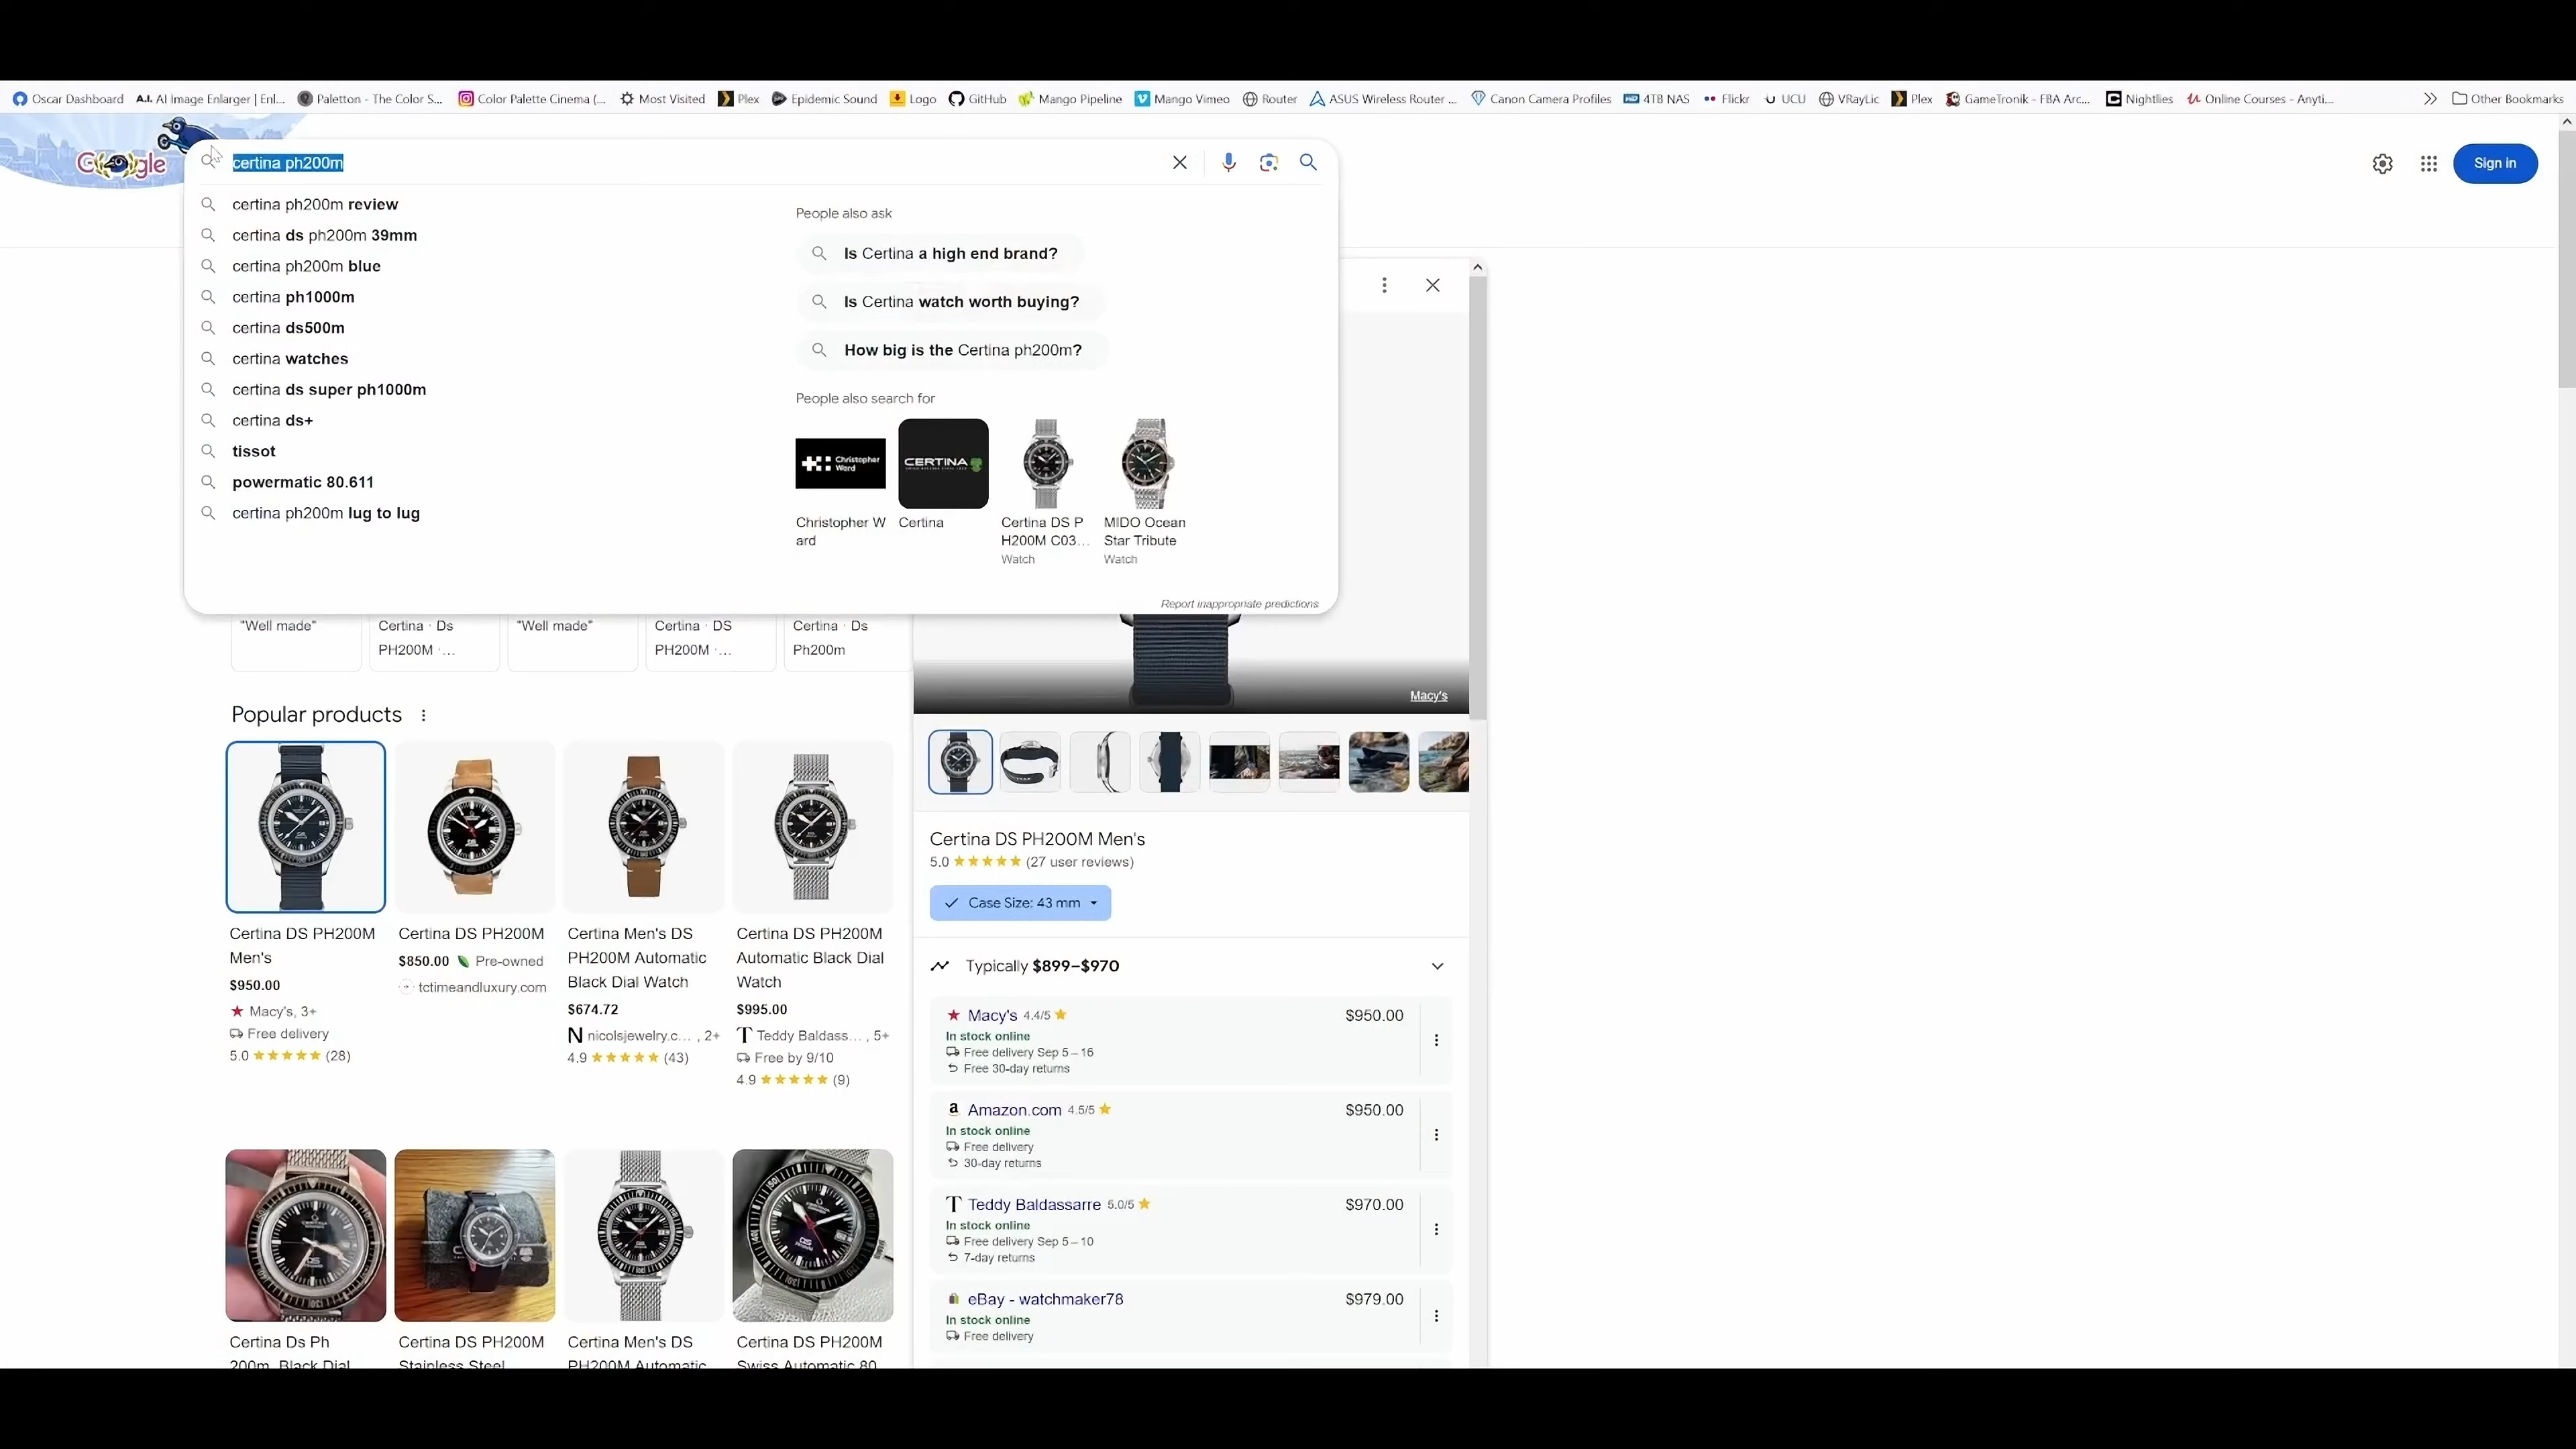 Oscar Dashboard
A.I. AI Image Enlarger | Enl...
Paletton - The Color S...
Color Palette Cinema (...
Most Visited
Plex
Epidemic Sound
Logo
GitHub
Mango Pipeline
Mango Vimeo
Router
ASUS Wireless Router ...
Canon Camera Profiles
4TB NAS
Flickr
UCU
VRayLic
Plex
GameTronik - FBA Arc...
Nightlies
Online Courses - Anyti...
Other Bookmarks
Google
certina ph200m
Sign in
certina ph200m review
certina ds ph200m 39mm
certina ph200m blue
certina ph1000m
certina ds500m
certina watches
certina ds super ph1000m
certina ds+
tissot
powermatic 80.611
certina ph200m lug to lug
People also ask
Is Certina a high end brand?
Is Certina watch worth buying?
How big is the Certina ph200m?
People also search for
Christopher
Ward
CERTINA
Christopher W
ard
Certina
Certina DS P
H200M C03...
Watch
MIDO Ocean
Star Tribute
Watch
Report inappropriate predictions
"Well made"
Certina · Ds
PH200M · ...
"Well made"
Certina · DS
PH200M · ...
Certina · Ds
Ph200m
Macy's
Popular products
Certina DS PH200M
Men's
$950.00
Macy's, 3+
Free delivery
5.0 ★★★★★ (28)
Certina DS PH200M
$850.00 Pre-owned
tctimeandluxury.com
Certina Men's DS
PH200M Automatic
Black Dial Watch
$674.72
N nicolsjewelry.c... , 2+
4.9 ★★★★★ (43)
Certina DS PH200M
Automatic Black Dial
Watch
$995.00
T Teddy Baldass... , 5+
Free by 9/10
4.9 ★★★★★ (9)
Certina Ds Ph
200m, Black Dial
Certina DS PH200M
Stainless Steel
Certina Men's DS
PH200M Automatic
Certina DS PH200M
Swiss Automatic 80
Certina DS PH200M Men's
5.0 ★★★★★ (27 user reviews)
Case Size: 43 mm
Typically $899–$970
Macy's 4.4/5
$950.00
In stock online
Free delivery Sep 5 – 16
Free 30-day returns
Amazon.com 4.5/5
$950.00
In stock online
Free delivery
30-day returns
Teddy Baldassarre 5.0/5
$970.00
In stock online
Free delivery Sep 5 – 10
7-day returns
eBay - watchmaker78
$979.00
In stock online
Free delivery